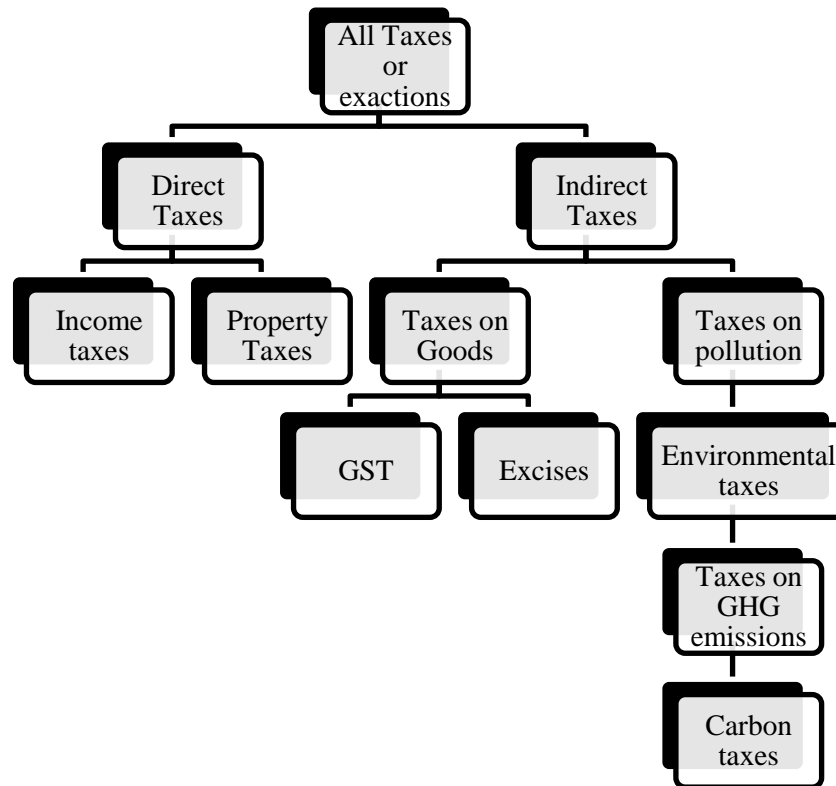 All Taxes
or
exactions
Direct
Taxes
Indirect
Taxes
Income
taxes
Property
Taxes
Taxes on
Goods
Taxes on
pollution
GST
Excises
Environmental
taxes
Taxes on
GHG
emissions
Carbon
taxes